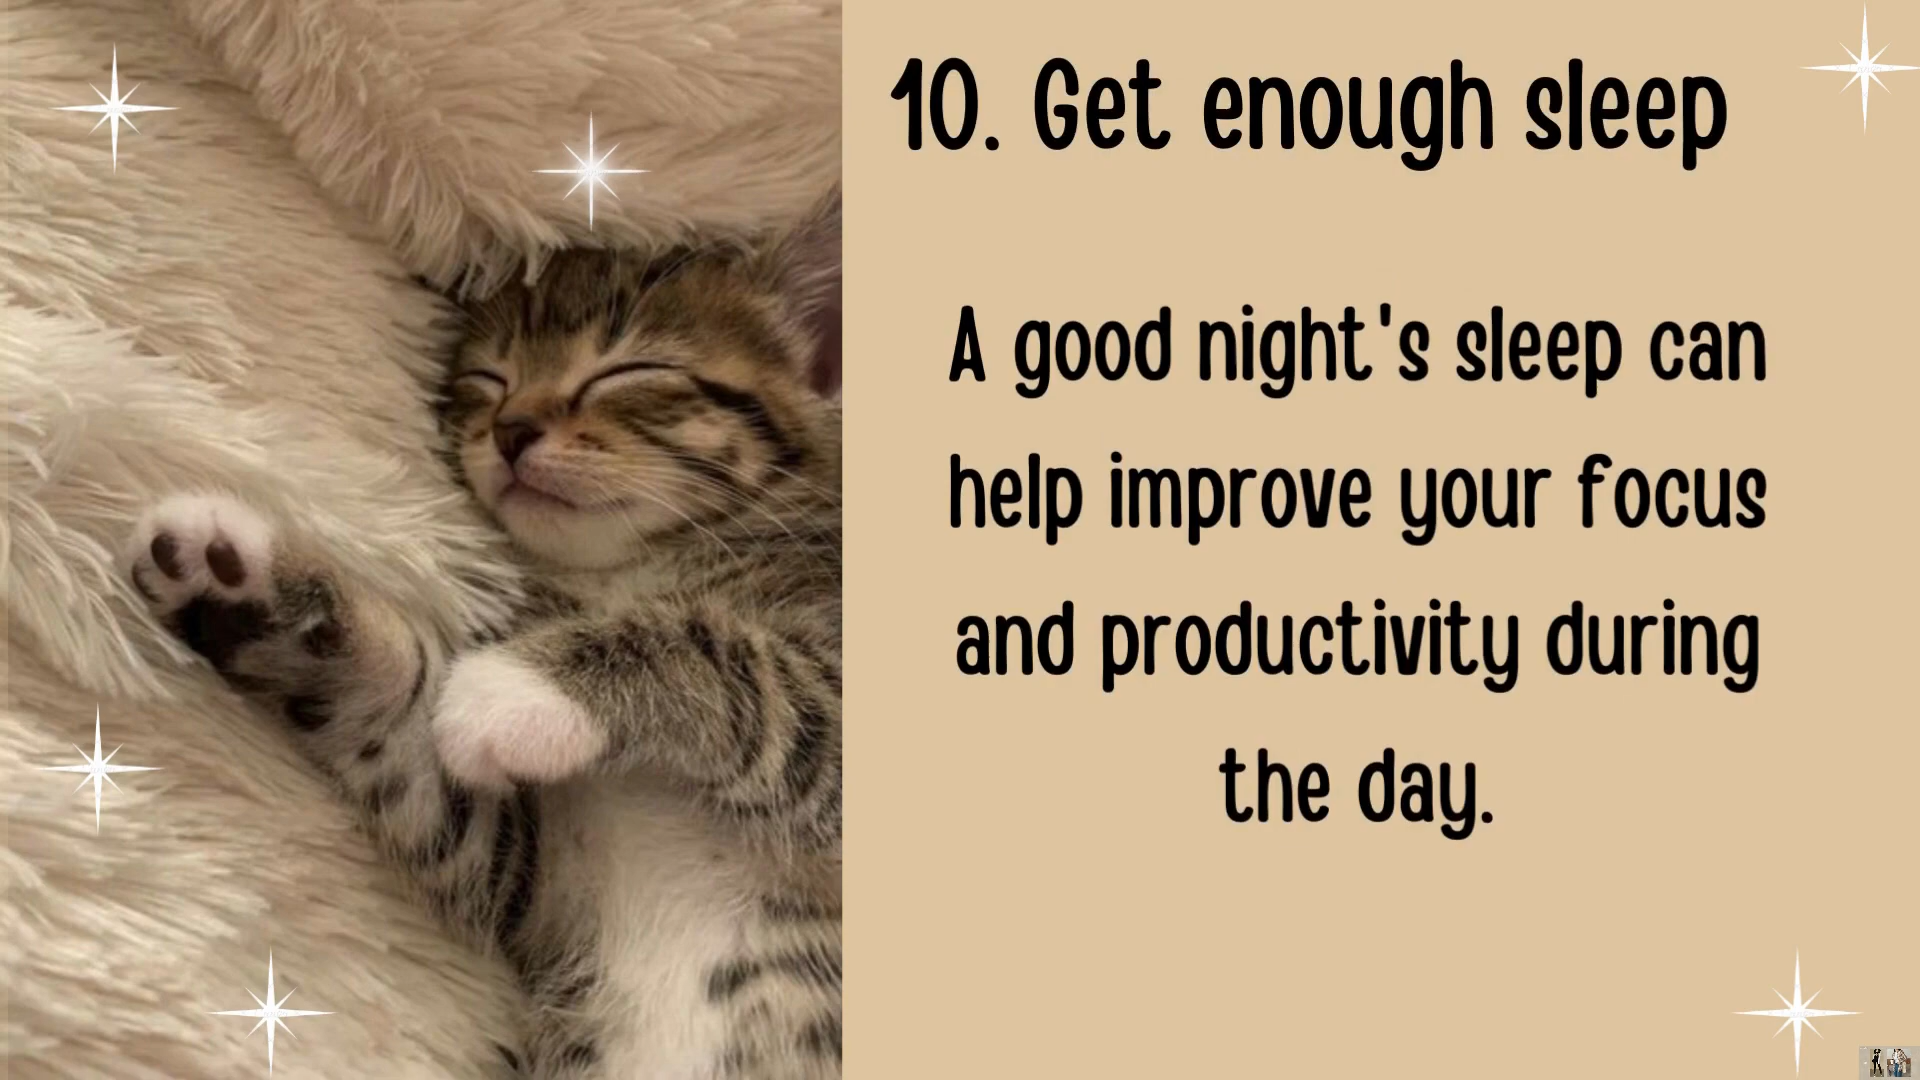 10. Get enough sleep
A good night's sleep can
help improve your focus
and productivity during
the day.